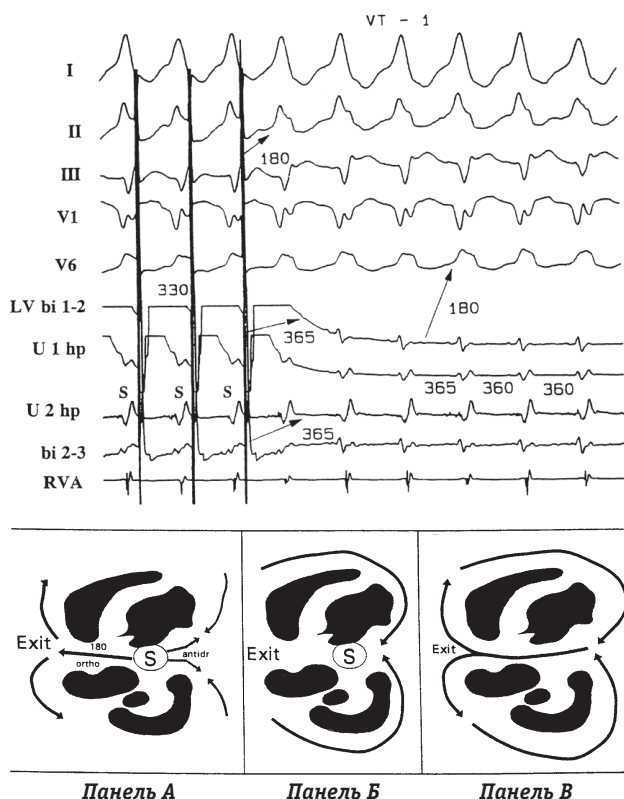 VT - 1
I
II
180
III
V1
V6
330
LV bi 1-2
180
365
U 1 hp
365 360 360
S S S
U 2 hp
365
bi 2-3
RVA
Exit 180 S
ortho antidr
Exit S
Exit
Панель А Панель Б Панель В